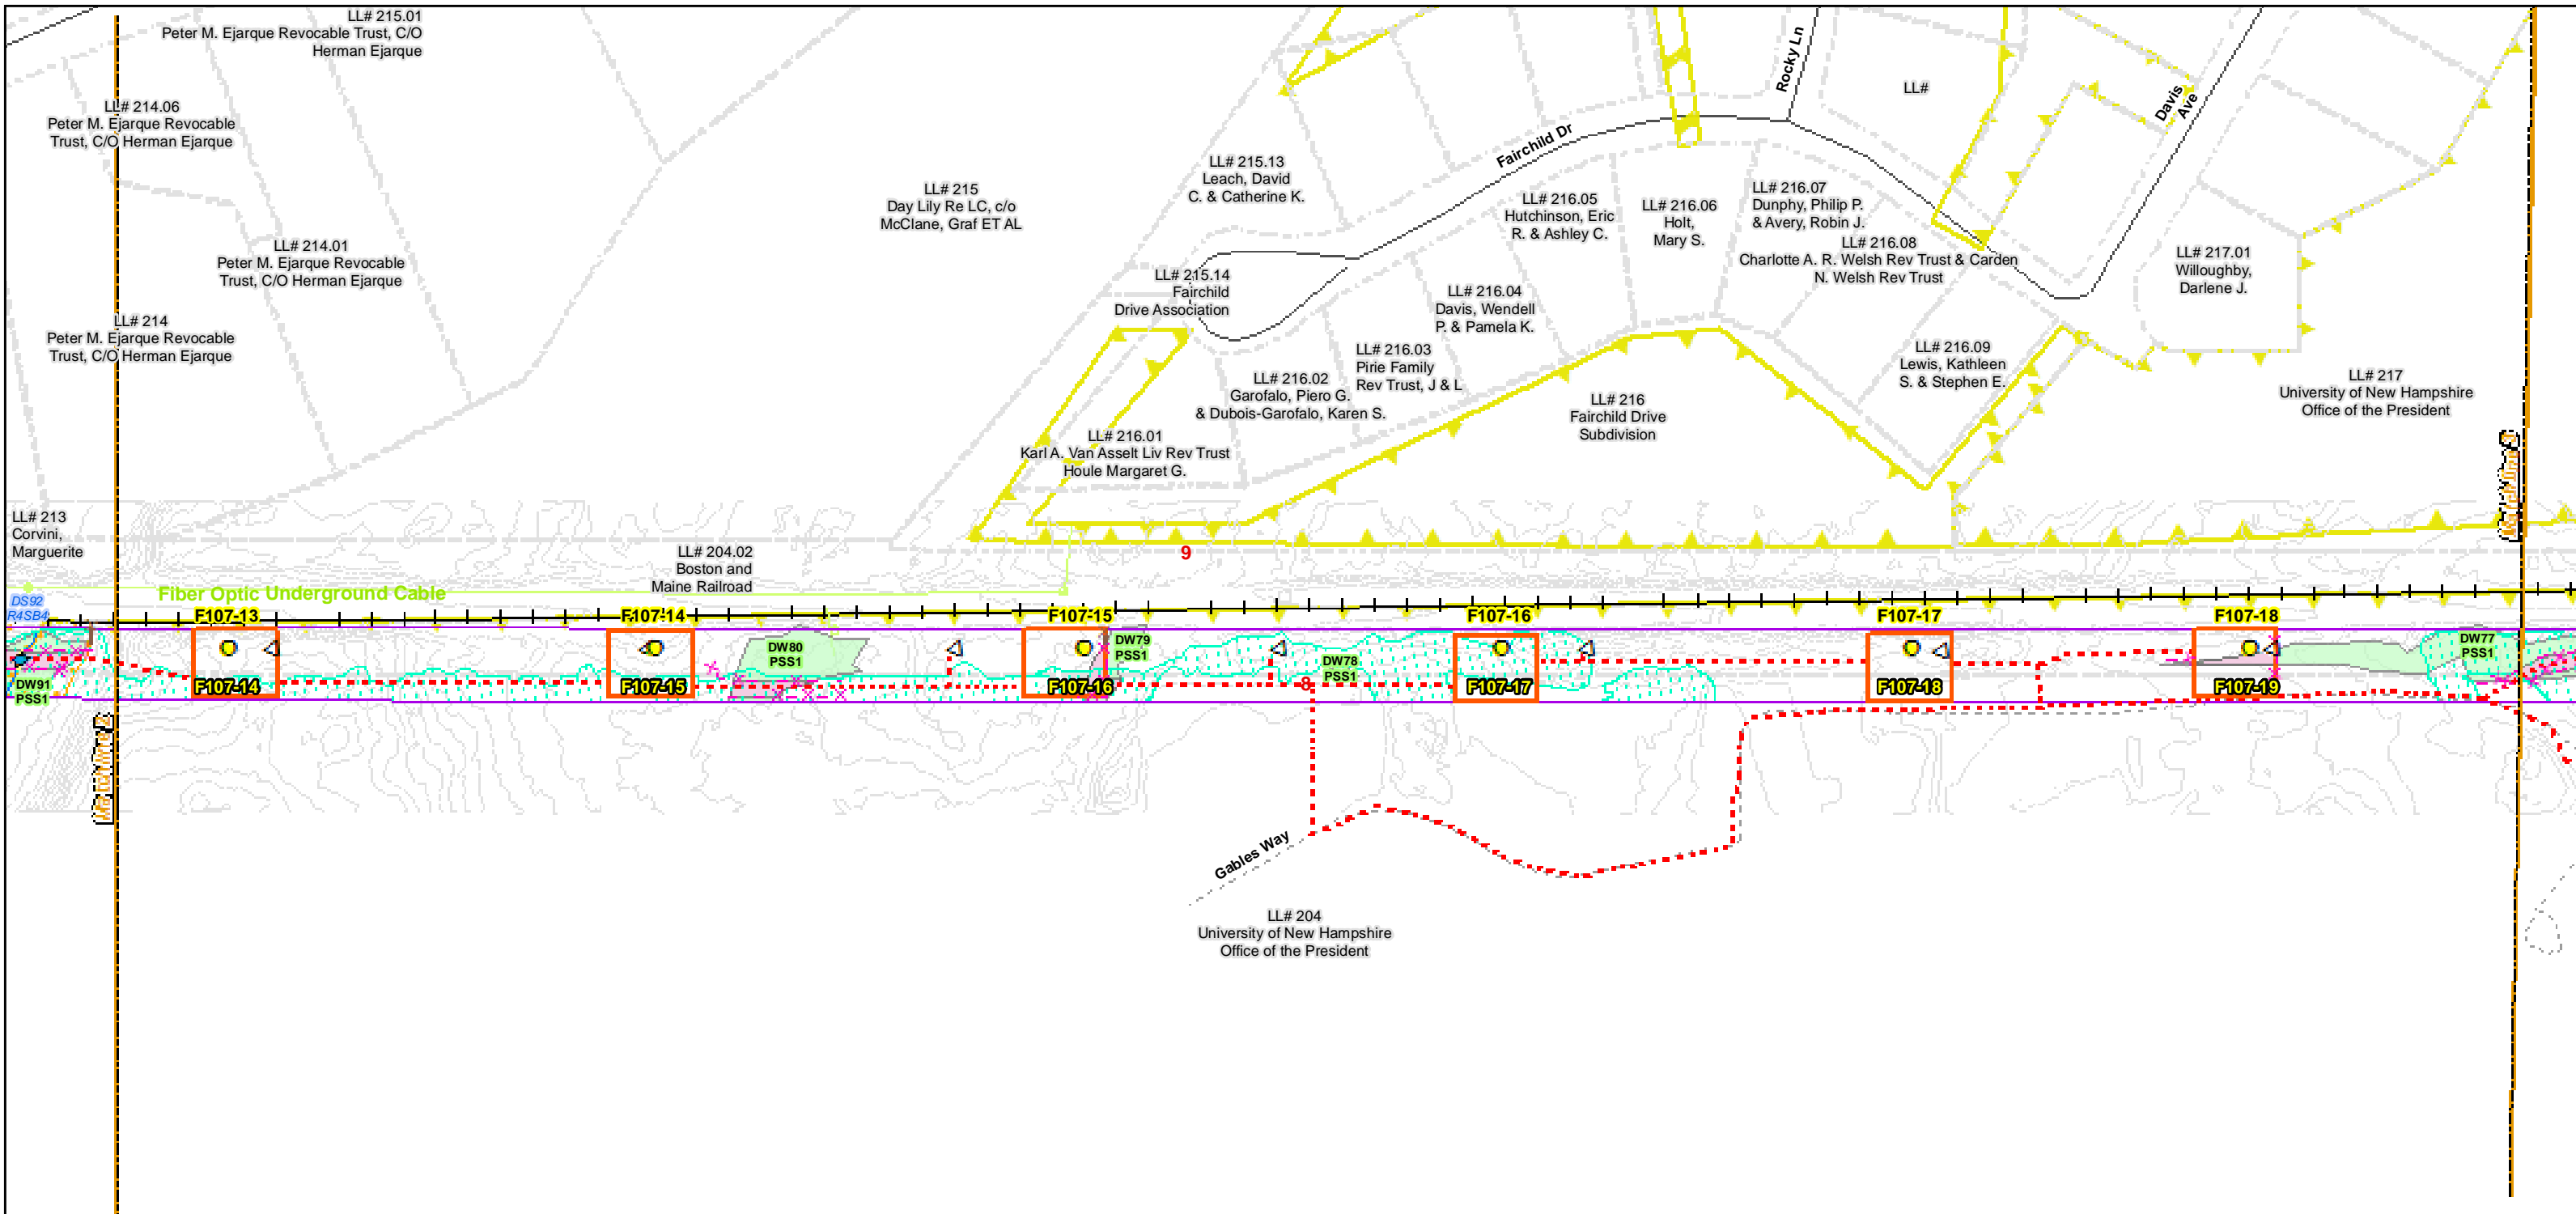 LL# 215.01
Peter M. Ejarque Revocable Trust, C/O
Herman Ejarque
LL# 214.06
Peter M. Ejarque Revocable
Trust, C/O Herman Ejarque
LL# 214.01
Peter M. Ejarque Revocable
Trust, C/O Herman Ejarque
LL# 214
Peter M. Ejarque Revocable
Trust, C/O Herman Ejarque
LL# 215
Day Lily Re LC, c/o
McClane, Graf ET AL
LL# 215.13
Leach, David
C. & Catherine K.
LL# 215.14
Fairchild
Drive Association
Fairchild Dr
Rocky Ln
LL#
Davis
Ave
LL# 216.05
Hutchinson, Eric
R. & Ashley C.
LL# 216.06
Holt,
Mary S.
LL# 216.07
Dunphy, Philip P.
& Avery, Robin J.
LL# 216.08
Charlotte A. R. Welsh Rev Trust & Carden
N. Welsh Rev Trust
LL# 217.01
Willoughby,
Darlene J.
LL# 216.04
Davis, Wendell
P. & Pamela K.
LL# 216.03
Pirie Family
Rev Trust, J & L
LL# 216.02
Garofalo, Piero G.
& Dubois-Garofalo, Karen S.
LL# 216.09
Lewis, Kathleen
S. & Stephen E.
LL# 217
University of New Hampshire
Office of the President
LL# 216
Fairchild Drive
Subdivision
LL# 216.01
Karl A. Van Asselt Liv Rev Trust
Houle Margaret G.
LL# 213
Corvini,
Marguerite
LL# 204.02
Boston and
Maine Railroad
9
Matchline 3
Fiber Optic Underground Cable
DS92
R4SB4
F107-13
F107-14
F107-15
F107-16
F107-17
F107-18
DW91
PSS1
DW80
PSS1
DW79
PSS1
DW78
PSS1
DW77
PSS1
F107-14
F107-15
F107-16
8
F107-17
F107-18
F107-19
Matchline 2
Gables Way
LL# 204
University of New Hampshire
Office of the President